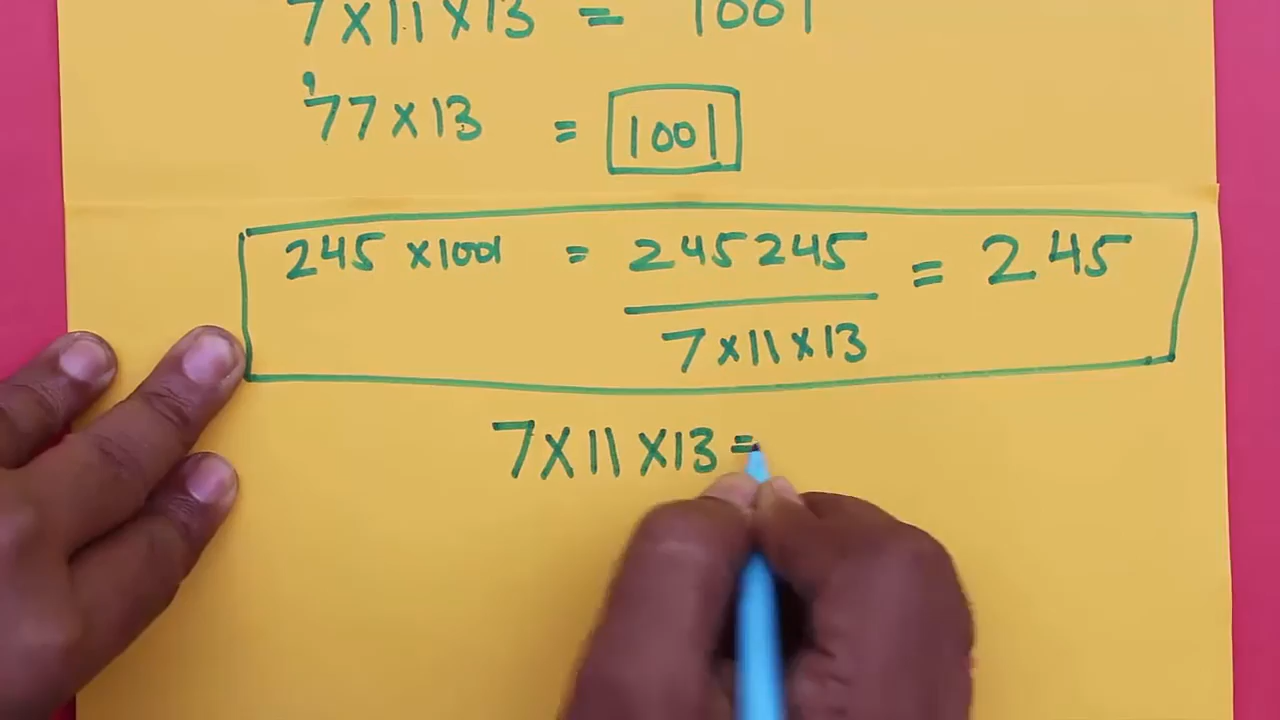 7×11×13 = 1001
77×13 = 1001
245 ×1001 = 245245 = 245
7×11×13
7×11×13=